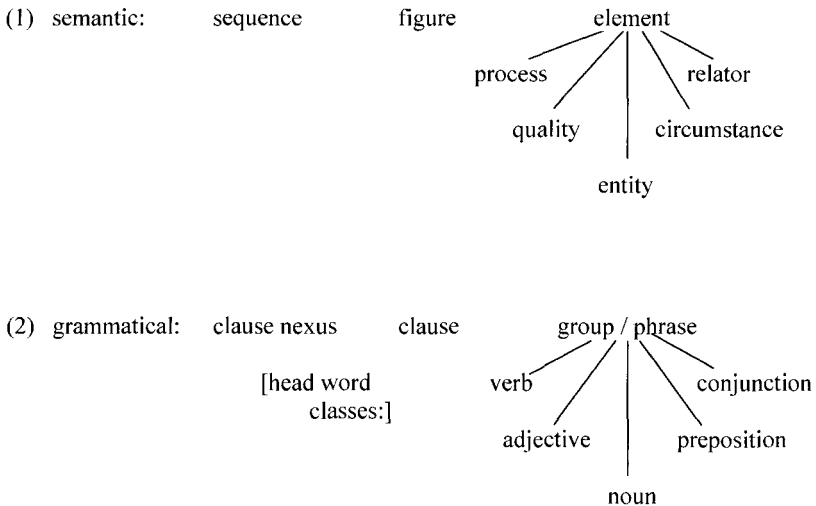 (1) semantic: sequence figure element
process relator
quality circumstance
entity
(2) grammatical: clause nexus clause group / phrase
[head word verb conjunction
classes:]
adjective preposition
noun